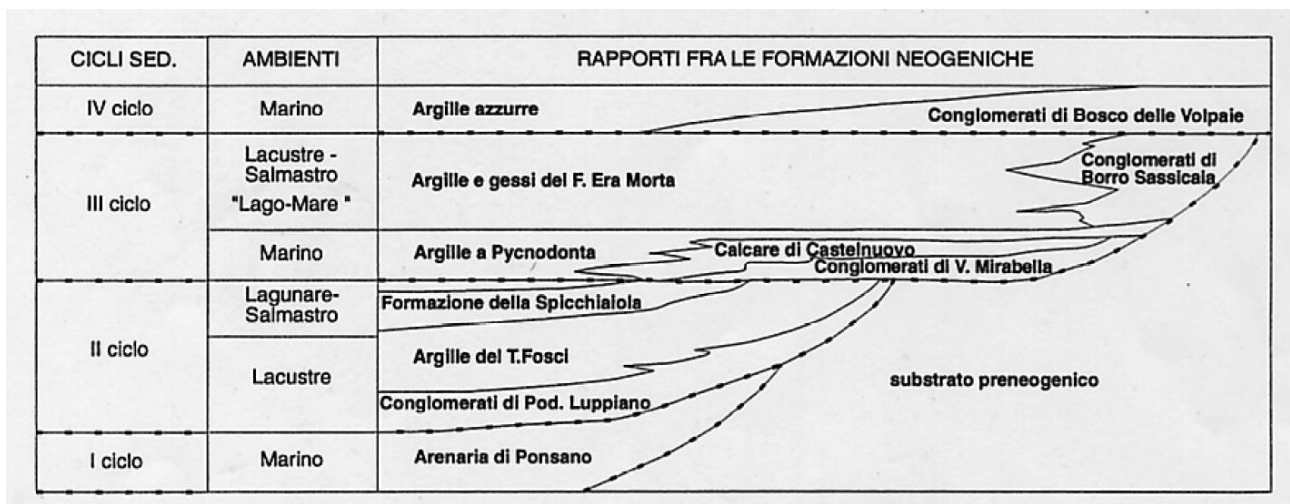 CICLI SED.
AMBIENTI
RAPPORTI FRA LE FORMAZIONI NEOGENICHE
IV ciclo
Marino
Argille azzurre
Conglomerati di Bosco delle Volpaie
III ciclo
Lacustre -
Salmastro
"Lago-Mare "
Argille e gessi del F. Era Morta
Conglomerati di
Borro Sassicala
Marino
Argille a Pycnodonta
Calcare di Castelnuovo
Conglomerati di V. Mirabella
II ciclo
Lagunare-
Salmastro
Formazione della Spicchiaiola
Lacustre
Argille del T.Fosci
Conglomerati di Pod. Luppiano
substrato preneogenico
I ciclo
Marino
Arenaria di Ponsano